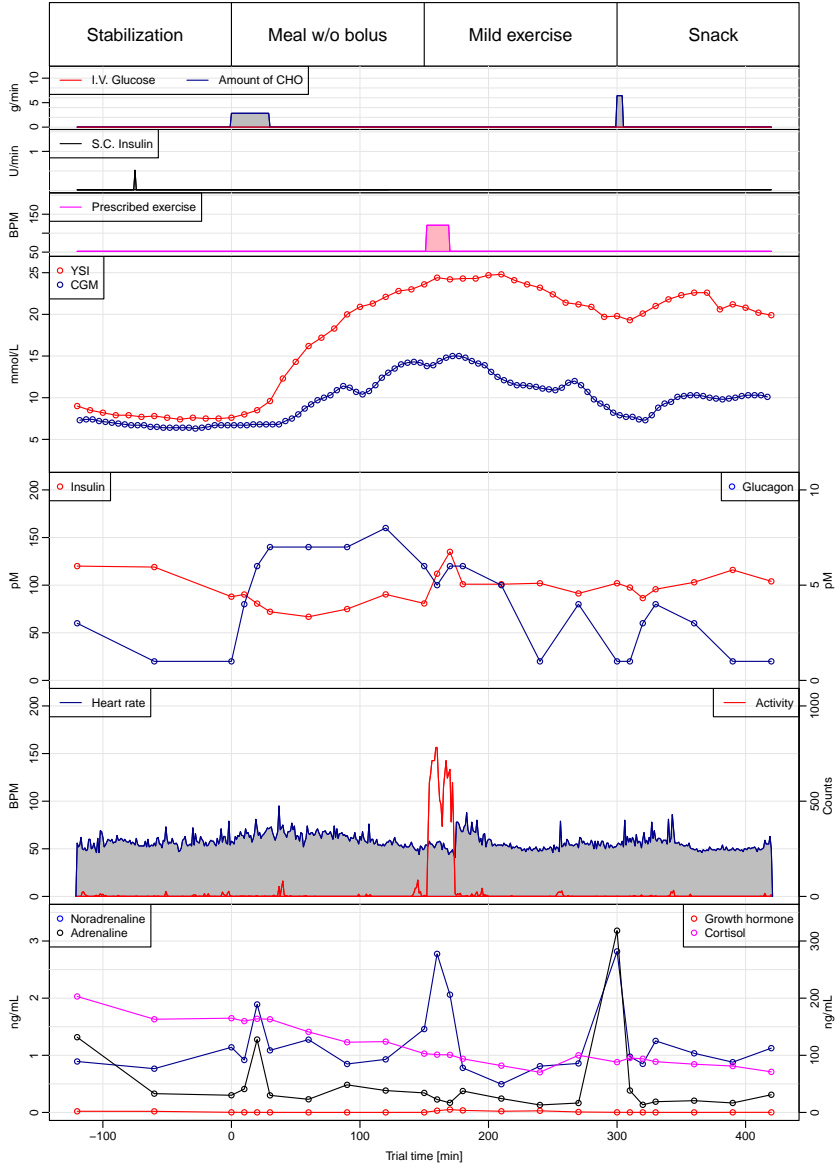 Stabilization Meal w/o bolus Mild exercise Snack
I.V. Glucose Amount of CHO
g/min
10
5
0
S.C. Insulin
U/min
1
Prescribed exercise
BPM
150
50
YSI
CGM
mmol/L
25
20
15
10
5
Insulin
Glucagon
pM
200
150
100
50
0
10
5
0
pM
Heart rate
Activity
BPM
200
150
100
50
0
1000
500
0
Counts
Noradrenaline
Adrenaline
Growth hormone
Cortisol
ng/mL
3
2
1
0
300
200
100
0
ng/mL
−100 0 100 200 300 400
Trial time [min]